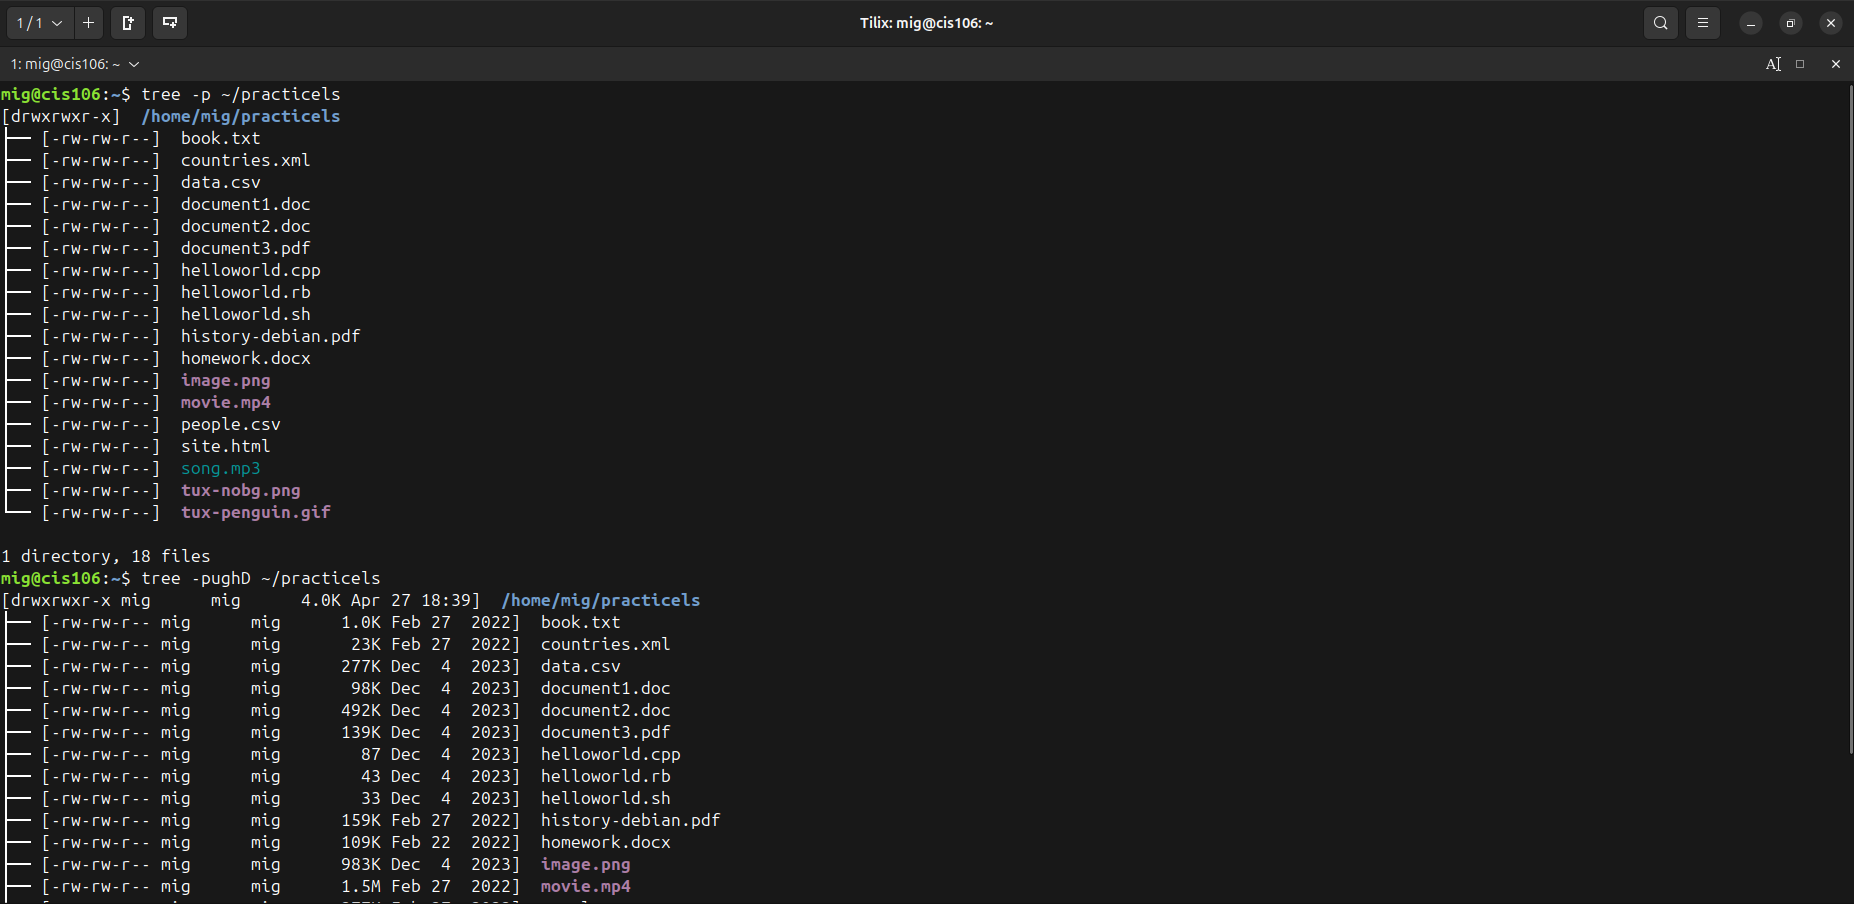 1 / 1
Tilix: mig@cis106: ~
1: mig@cis106: ~
mig@cis106:~$ tree -p ~/practicels
[drwxrwxr-x]  /home/mig/practicels
├── [-rw-rw-r--]  book.txt
├── [-rw-rw-r--]  countries.xml
├── [-rw-rw-r--]  data.csv
├── [-rw-rw-r--]  document1.doc
├── [-rw-rw-r--]  document2.doc
├── [-rw-rw-r--]  document3.pdf
├── [-rw-rw-r--]  helloworld.cpp
├── [-rw-rw-r--]  helloworld.rb
├── [-rw-rw-r--]  helloworld.sh
├── [-rw-rw-r--]  history-debian.pdf
├── [-rw-rw-r--]  homework.docx
├── [-rw-rw-r--]  image.png
├── [-rw-rw-r--]  movie.mp4
├── [-rw-rw-r--]  people.csv
├── [-rw-rw-r--]  site.html
├── [-rw-rw-r--]  song.mp3
├── [-rw-rw-r--]  tux-nobg.png
└── [-rw-rw-r--]  tux-penguin.gif
1 directory, 18 files
mig@cis106:~$ tree -pughD ~/practicels
[drwxrwxr-x mig      mig      4.0K Apr 27 18:39]  /home/mig/practicels
├── [-rw-rw-r-- mig      mig      1.0K Feb 27  2022]  book.txt
├── [-rw-rw-r-- mig      mig       23K Feb 27  2022]  countries.xml
├── [-rw-rw-r-- mig      mig      277K Dec  4  2023]  data.csv
├── [-rw-rw-r-- mig      mig       98K Dec  4  2023]  document1.doc
├── [-rw-rw-r-- mig      mig      492K Dec  4  2023]  document2.doc
├── [-rw-rw-r-- mig      mig      139K Dec  4  2023]  document3.pdf
├── [-rw-rw-r-- mig      mig        87 Dec  4  2023]  helloworld.cpp
├── [-rw-rw-r-- mig      mig        43 Dec  4  2023]  helloworld.rb
├── [-rw-rw-r-- mig      mig        33 Dec  4  2023]  helloworld.sh
├── [-rw-rw-r-- mig      mig      159K Feb 27  2022]  history-debian.pdf
├── [-rw-rw-r-- mig      mig      109K Feb 22  2022]  homework.docx
├── [-rw-rw-r-- mig      mig      983K Dec  4  2023]  image.png
├── [-rw-rw-r-- mig      mig      1.5M Feb 27  2022]  movie.mp4